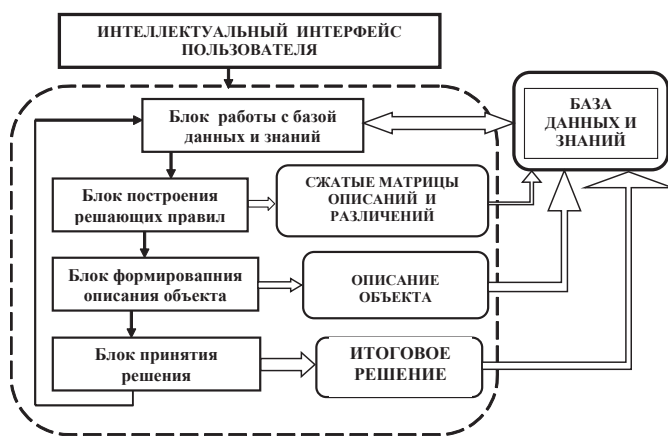 ИНТЕЛЛЕКТУАЛЬНЫЙ ИНТЕРФЕЙС
ПОЛЬЗОВАТЕЛЯ
Блок работы с базой
данных и знаний
БАЗА
ДАННЫХ И
ЗНАНИЙ
Блок построения
решающих правил
СЖАТЫЕ МАТРИЦЫ
ОПИСАНИЙ И
РАЗЛИЧЕНИЙ
Блок формировапния
описания объекта
ОПИСАНИЕ
ОБЪЕКТА
Блок принятия
решения
ИТОГОВОЕ
РЕШЕНИЕ